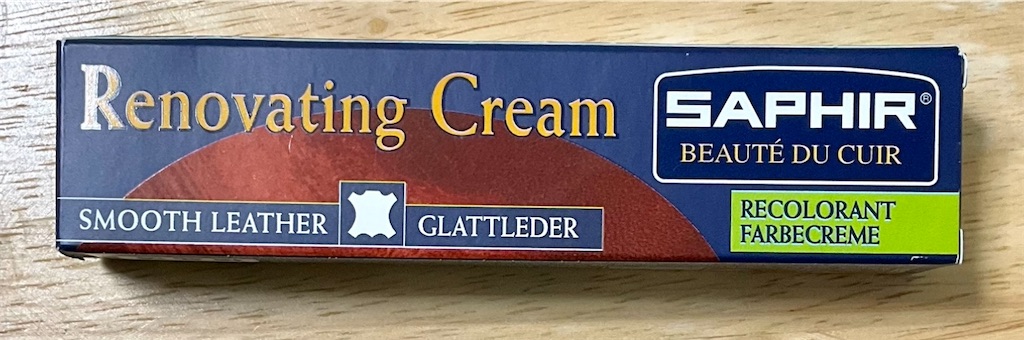 Renovating Cream
SAPHIR®
BEAUTÉ DU CUIR
SMOOTH LEATHER
GLATTLEDER
RECOLORANT
FARBECREME